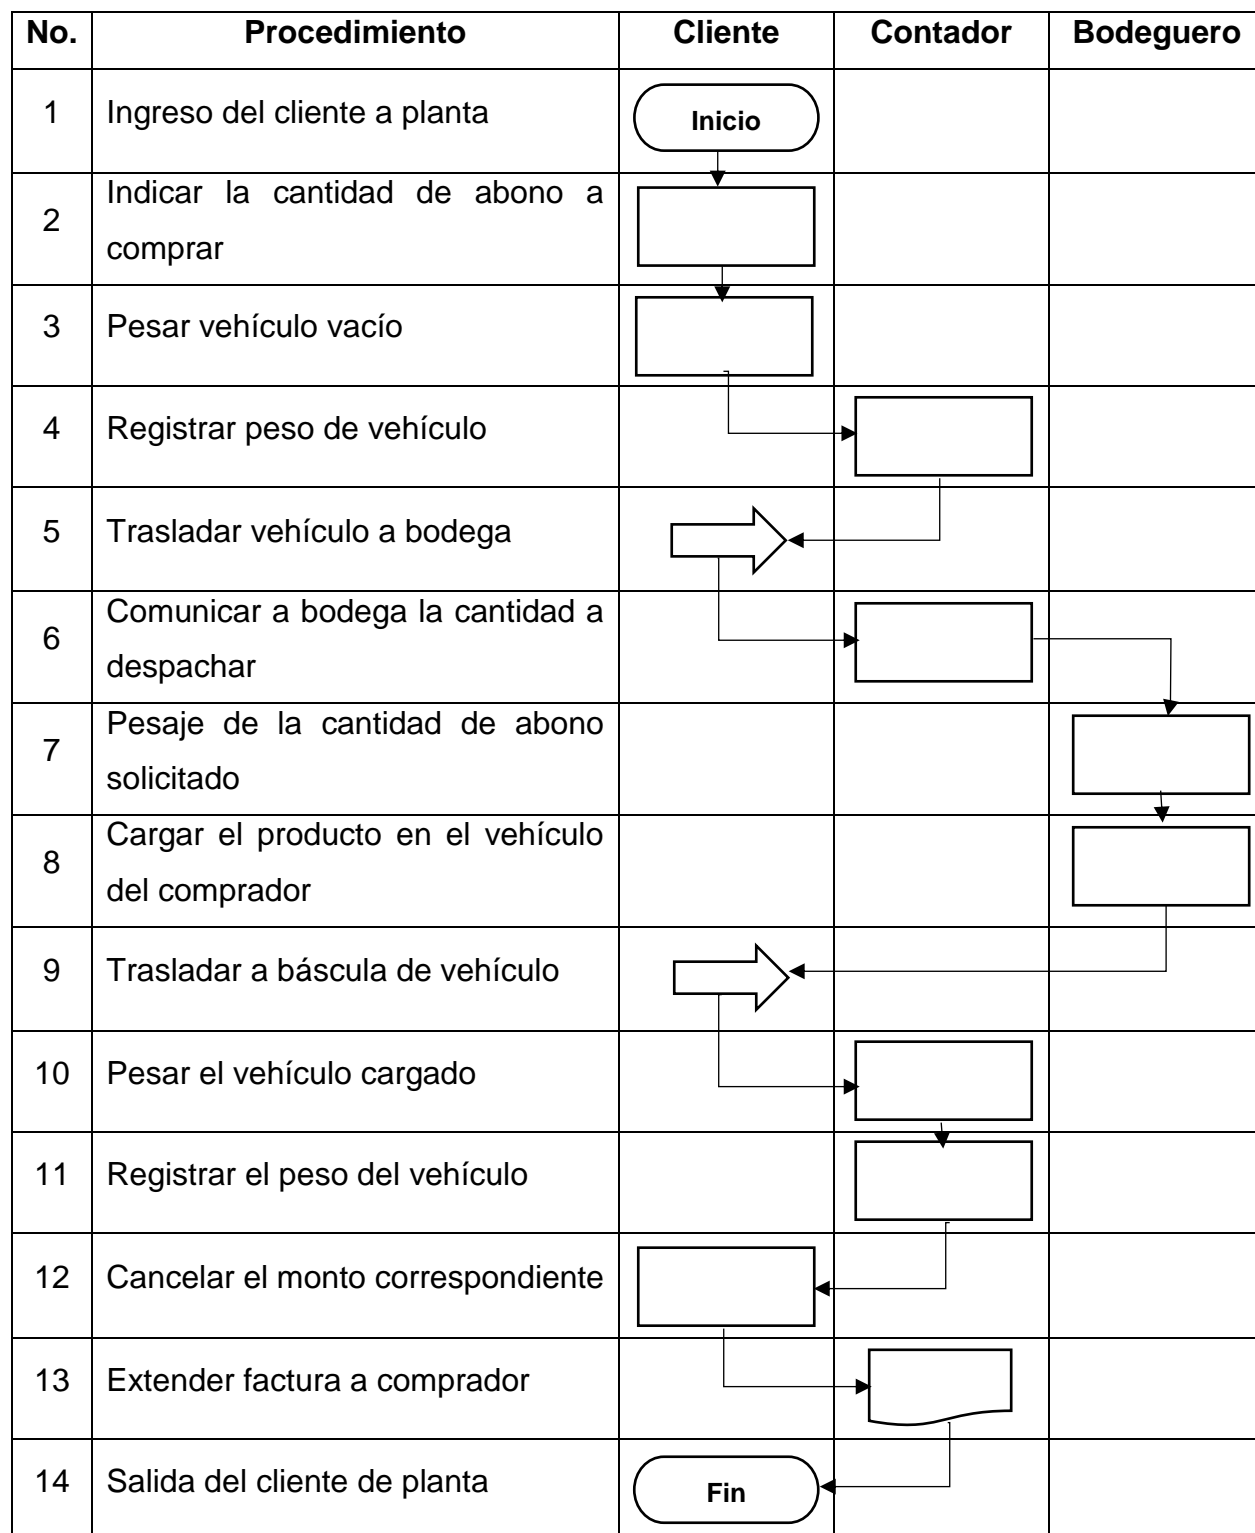 No. Procedimiento Cliente Contador Bodeguero
1 Ingreso del cliente a planta Inicio
Indicar la cantidad de abono a
2
comprar
3 Pesar vehículo vacío
4 Registrar peso de vehículo
5 Trasladar vehículo a bodega
Comunicar a bodega la cantidad a
6
despachar
Pesaje de la cantidad de abono
7
solicitado
Cargar el producto en el vehículo
8
del comprador
9 Trasladar a báscula de vehículo
10 Pesar el vehículo cargado
11 Registrar el peso del vehículo
12 Cancelar el monto correspondiente
13 Extender factura a comprador
14 Salida del cliente de planta Fin